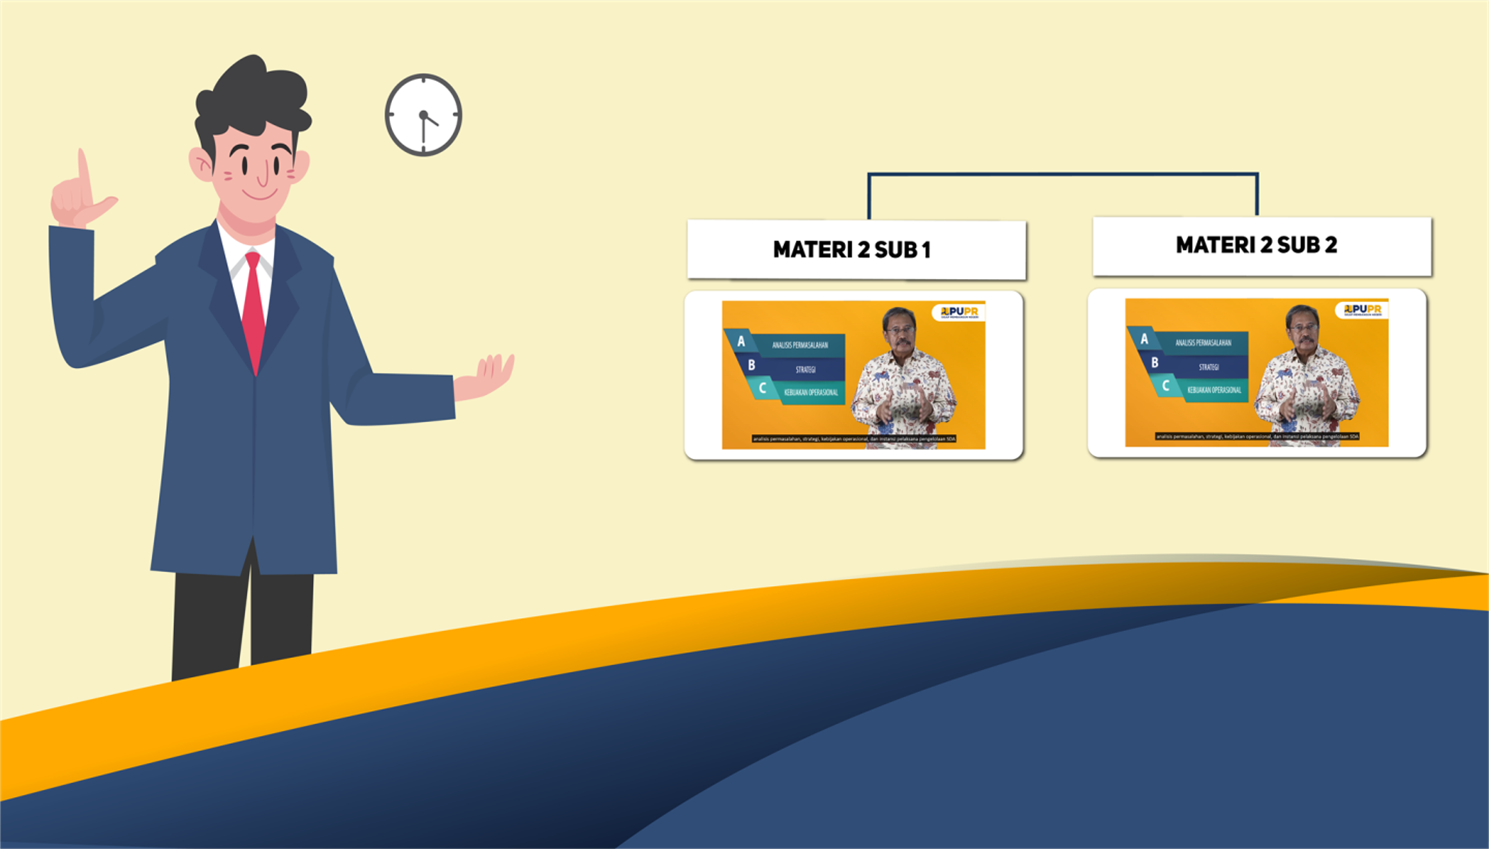 MATERI 2 SUB 1
MATERI 2 SUB 2
PUPR
A ANALISIS PERMASALAHAN
B STRATEGI
C KEBIJAKAN OPERASIONAL
analisis permasalahan, strategi, kebijakan operasional, dan instansi pelaksana pengelolaan SDA
PUPR
A ANALISIS PERMASALAHAN
B STRATEGI
C KEBIJAKAN OPERASIONAL
analisis permasalahan, strategi, kebijakan operasional, dan instansi pelaksana pengelolaan SDA